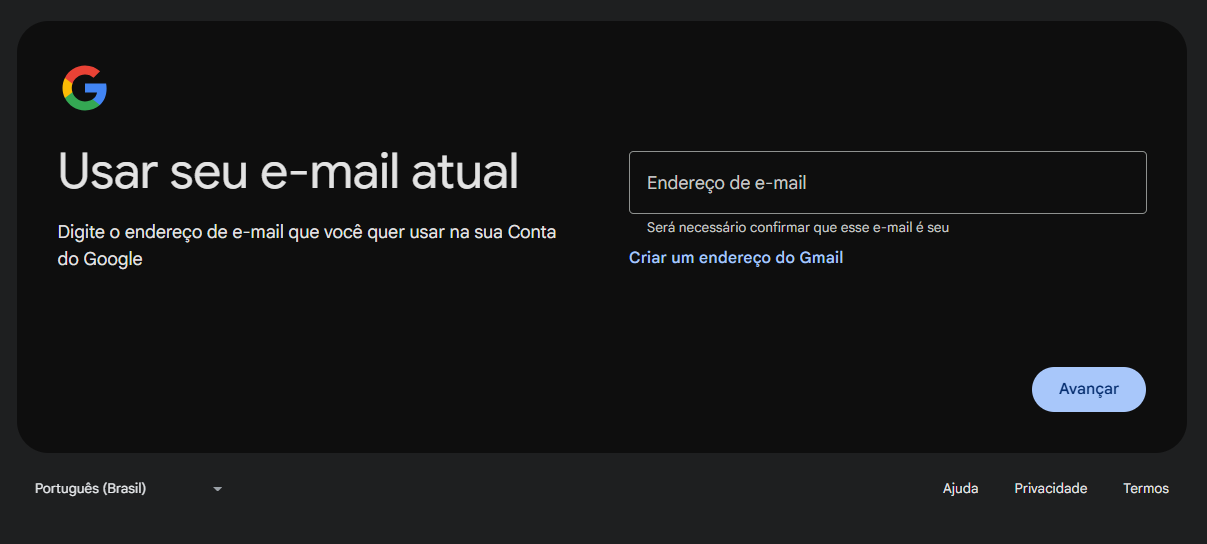 Usar seu e-mail atual
Digite o endereço de e-mail que você quer usar na sua Conta
do Google
Endereço de e-mail
Será necessário confirmar que esse e-mail é seu
Criar um endereço do Gmail
Avançar
Português (Brasil)
Ajuda
Privacidade
Termos